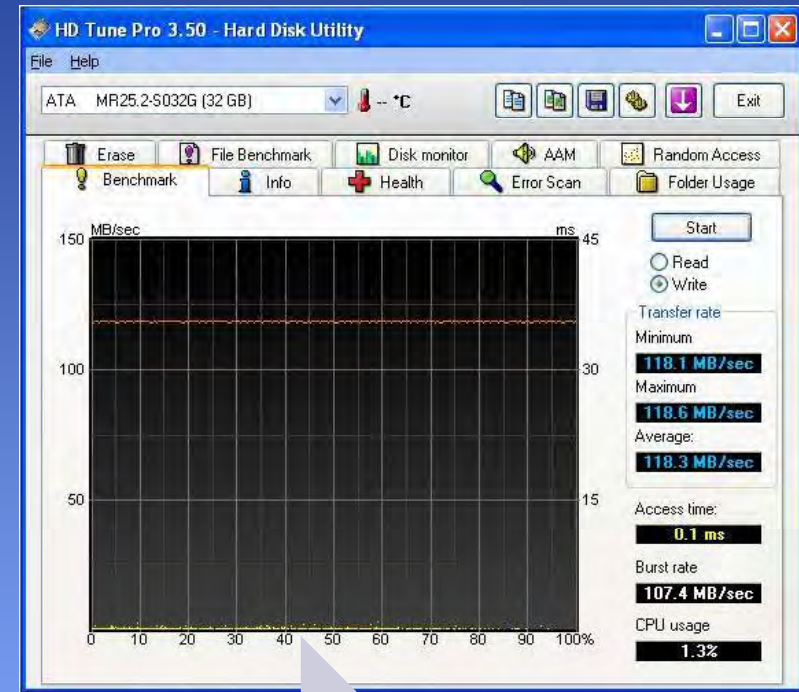 HD Tune Pro 3.50 - Hard Disk Utility
File Help
ATA MR25.2-S032G (32 GB) -- °C Exit
Erase File Benchmark Disk monitor AAM Random Access
Benchmark Info Health Error Scan Folder Usage
Start
Read
Write
Transfer rate
Minimum
118.1 MB/sec
Maximum
118.6 MB/sec
Average:
118.3 MB/sec
Access time:
0.1 ms
Burst rate
107.4 MB/sec
CPU usage
1.3%
MB/sec ms
150 45
100 30
50 15
0 10 20 30 40 50 60 70 80 90 100%